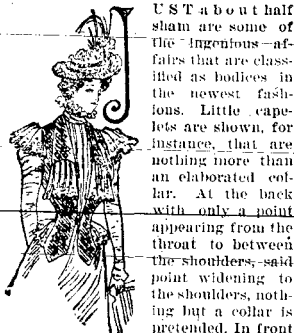 JUST about half
sham are some of
the ingenious af-
fairs that are class-
ified as bodices in
the newest fash-
ions. Little cape-
lets are shown, for
instance, that are
nothing more than
an elaborated col-
lar. At the back
with only a point
appearing from the
throat to between
the shoulders, said
point widening to
the shoulders, noth-
ing but a collar is
pretended. In front